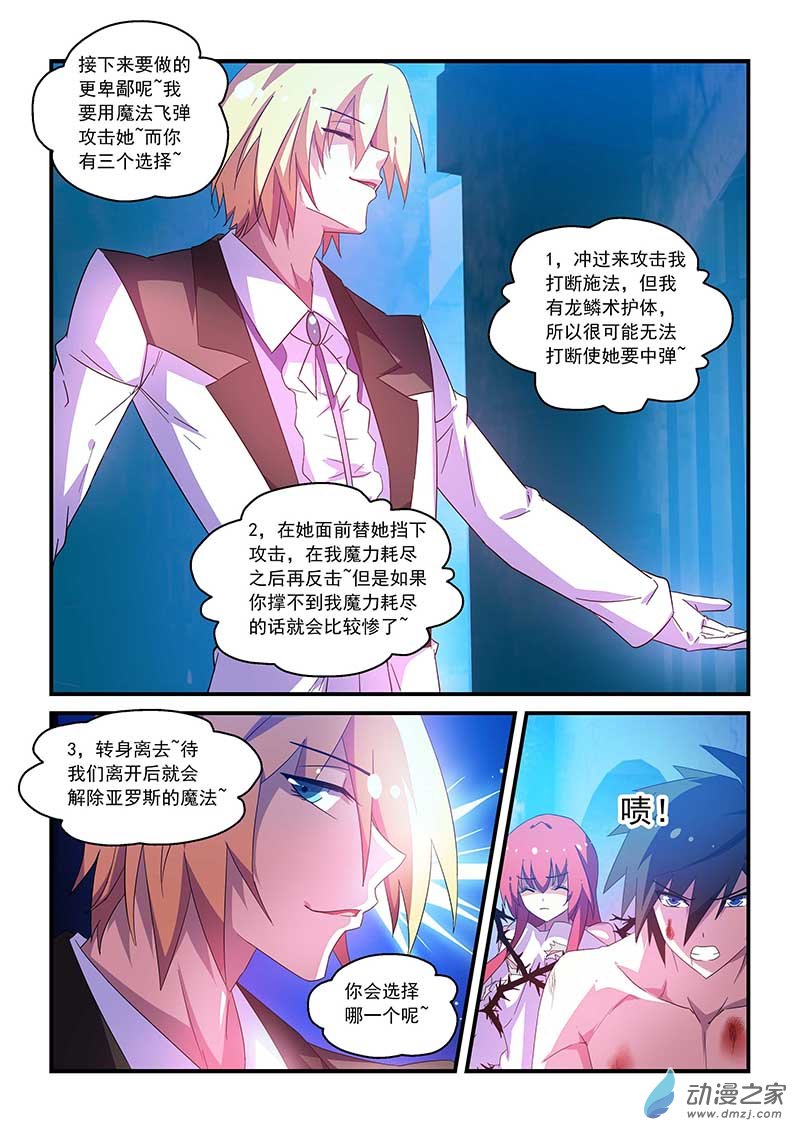 接下来要做的
更卑鄙呢~我
要用魔法飞弹
攻击她~而你
有三个选择~
1，冲过来攻击我
打断施法，但我
有龙鳞术护体，
所以很可能无法
打断使她要中弹~
2，在她面前替她挡下
攻击，在我魔力耗尽
之后再反击~但是如果
你撑不到我魔力耗尽
的话就会比较惨了~
3，转身离去~待
我们离开后就会
解除亚罗斯的魔法~
你会选择
哪一个呢~
啧！
动漫之家
www.dmzj.com